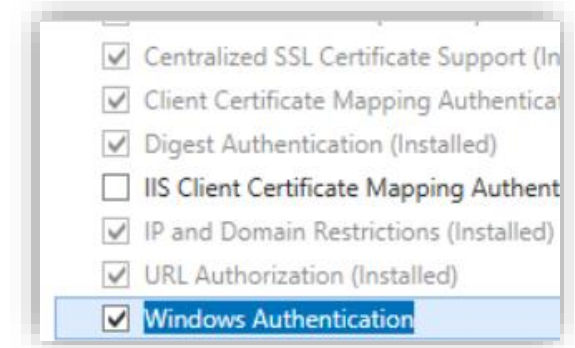 Centralized SSL Certificate Support (In
Client Certificate Mapping Authenticat
Digest Authentication (Installed)
IIS Client Certificate Mapping Authent
IP and Domain Restrictions (Installed)
URL Authorization (Installed)
Windows Authentication